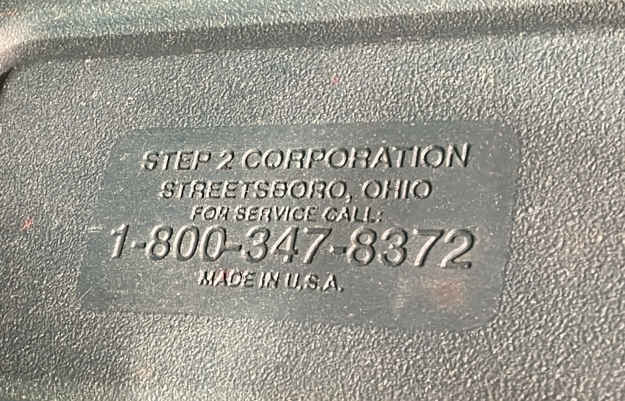 STEP 2 CORPORATION
STREETSBORO, OHIO
FOR SERVICE CALL:
1-800-347-8372
MADE IN U.S.A.